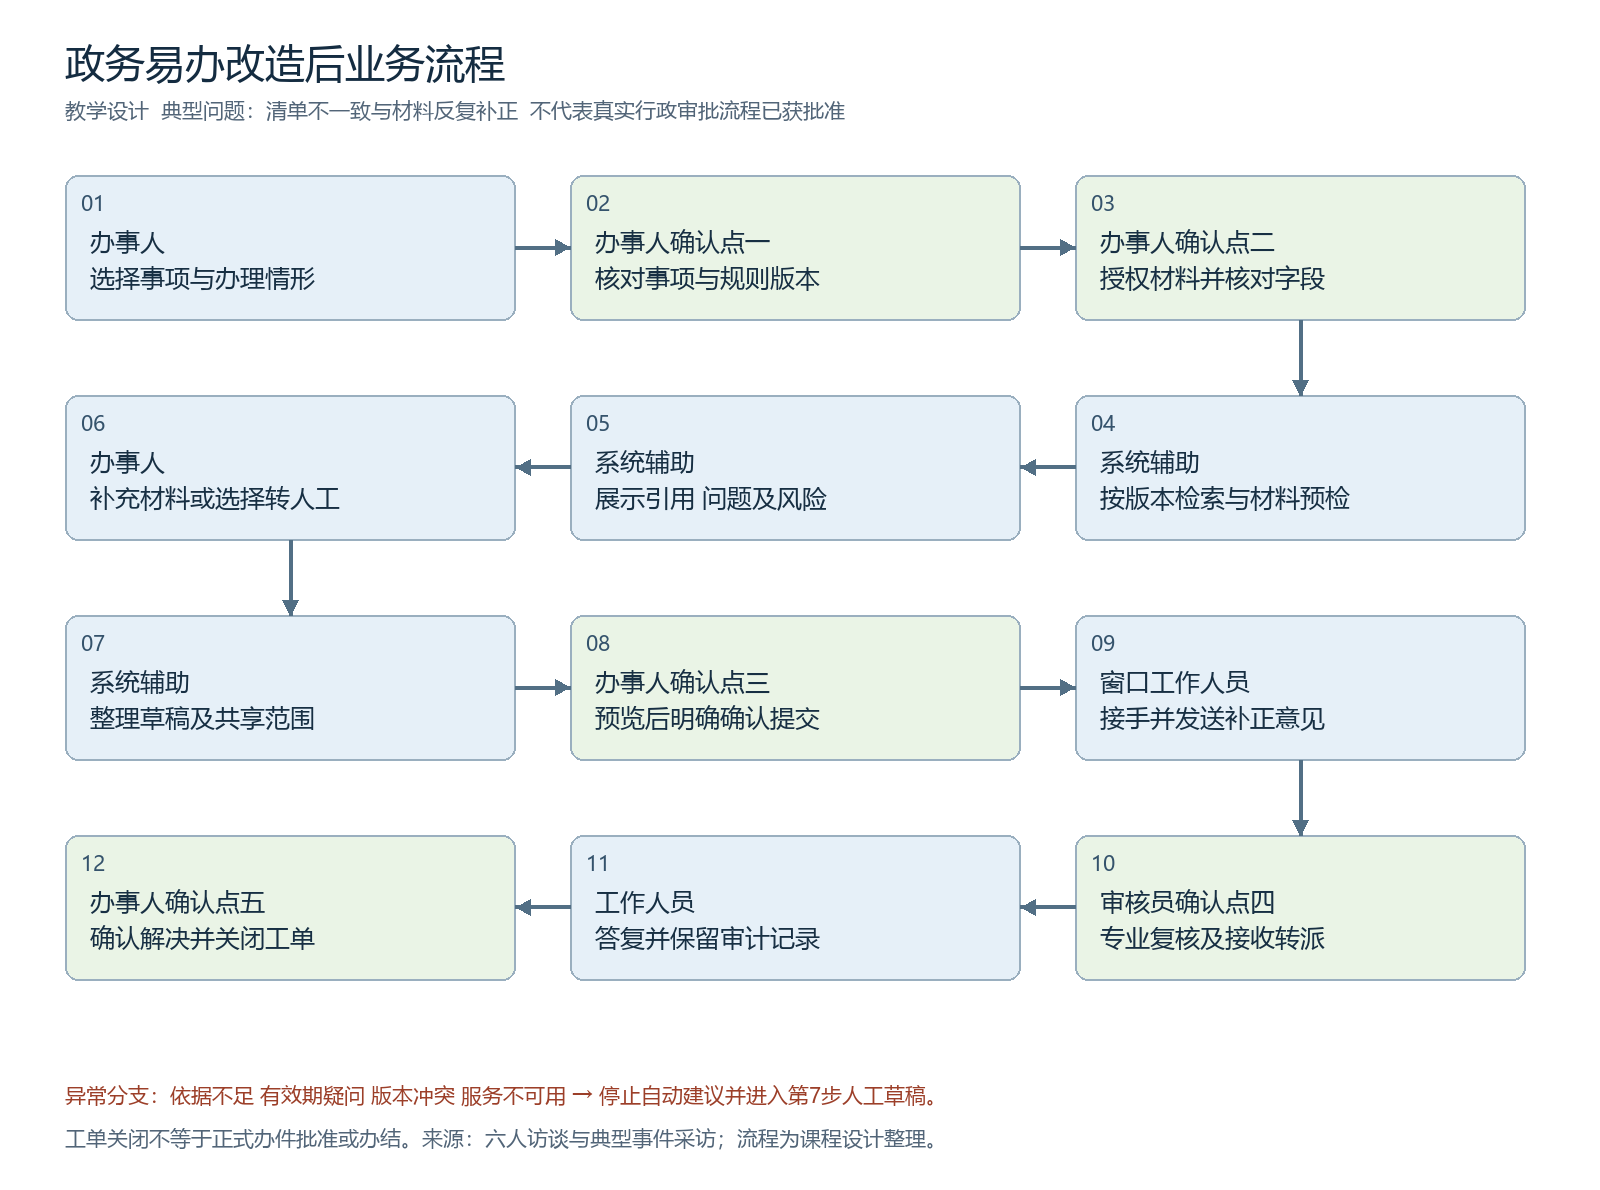 政务易办改造后业务流程
教学设计 典型问题：清单不一致与材料反复补正 不代表真实行政审批流程已获批准
01
办事人
选择事项与办理情形
02
办事人确认点一
核对事项与规则版本
03
办事人确认点二
授权材料并核对字段
04
系统辅助
按版本检索与材料预检
05
系统辅助
展示引用 问题及风险
06
办事人
补充材料或选择转人工
07
系统辅助
整理草稿及共享范围
08
办事人确认点三
预览后明确确认提交
09
窗口工作人员
接手并发送补正意见
10
审核员确认点四
专业复核及接收转派
11
工作人员
答复并保留审计记录
12
办事人确认点五
确认解决并关闭工单
异常分支：依据不足 有效期疑问 版本冲突 服务不可用 → 停止自动建议并进入第7步人工草稿。
工单关闭不等于正式办件批准或办结。来源：六人访谈与典型事件采访；流程为课程设计整理。